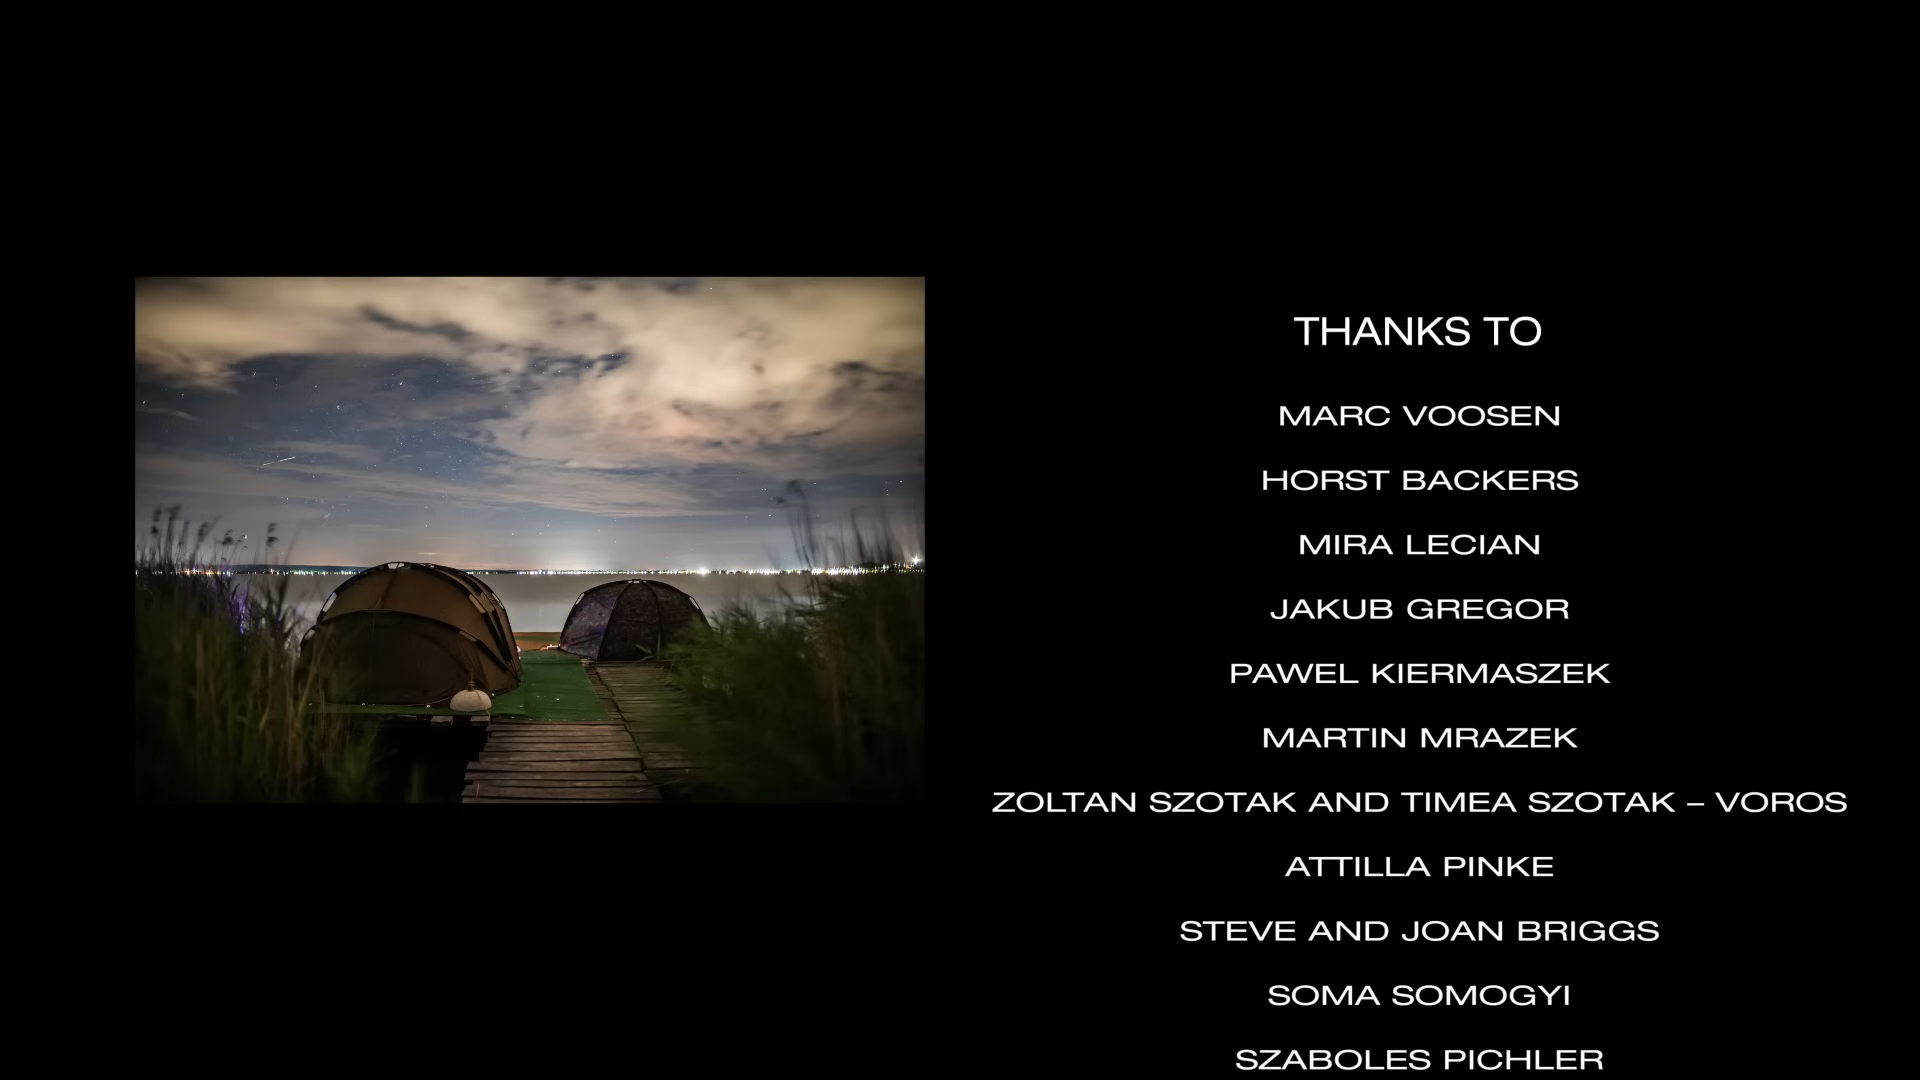 THANKS TO
MARC VOOSEN
HORST BACKERS
MIRA LECIAN
JAKUB GREGOR
PAWEL KIERMASZEK
MARTIN MRAZEK
ZOLTAN SZOTAK AND TIMEA SZOTAK – VOROS
ATTILLA PINKE
STEVE AND JOAN BRIGGS
SOMA SOMOGYI
SZABOLES PICHLER